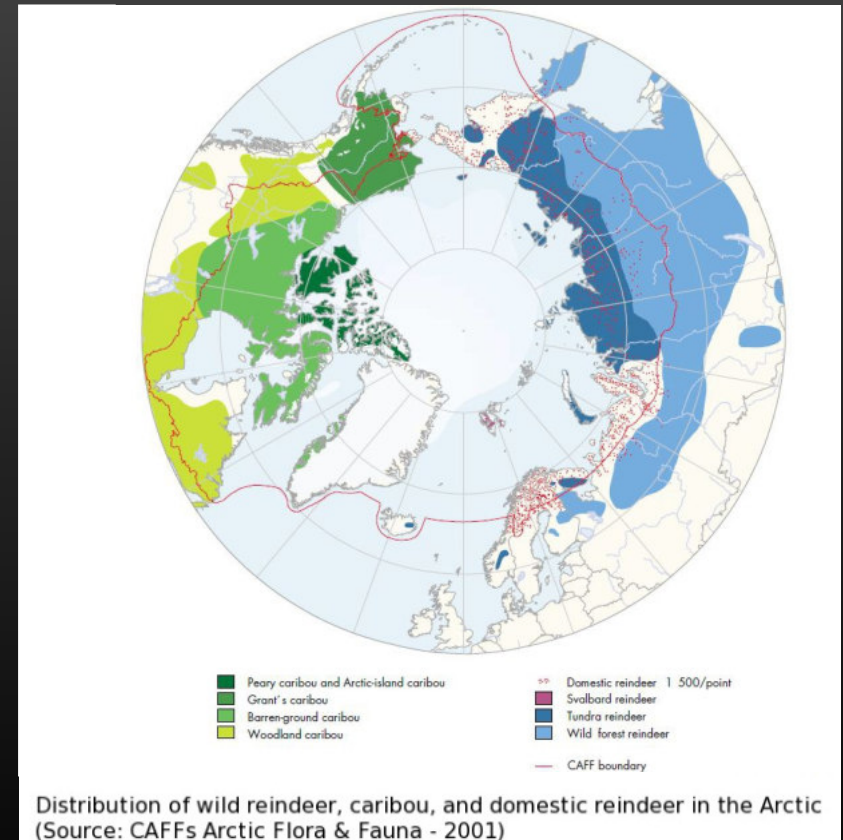 Peary caribou and Arctic-island caribou
Grant's caribou
Barren-ground caribou
Woodland caribou
Domestic reindeer 1 500/point
Svalbard reindeer
Tundra reindeer
Wild forest reindeer
CAFF boundary
Distribution of wild reindeer, caribou, and domestic reindeer in the Arctic
(Source: CAFFs Arctic Flora & Fauna - 2001)